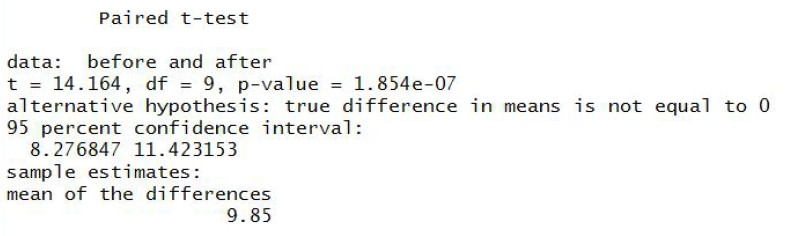 Paired t-test
data: before and after
t = 14.164, df = 9, p-value = 1.854e-07
alternative hypothesis: true difference in means is not equal to 0
95 percent confidence interval:
8.276847 11.423153
sample estimates:
mean of the differences
9.85